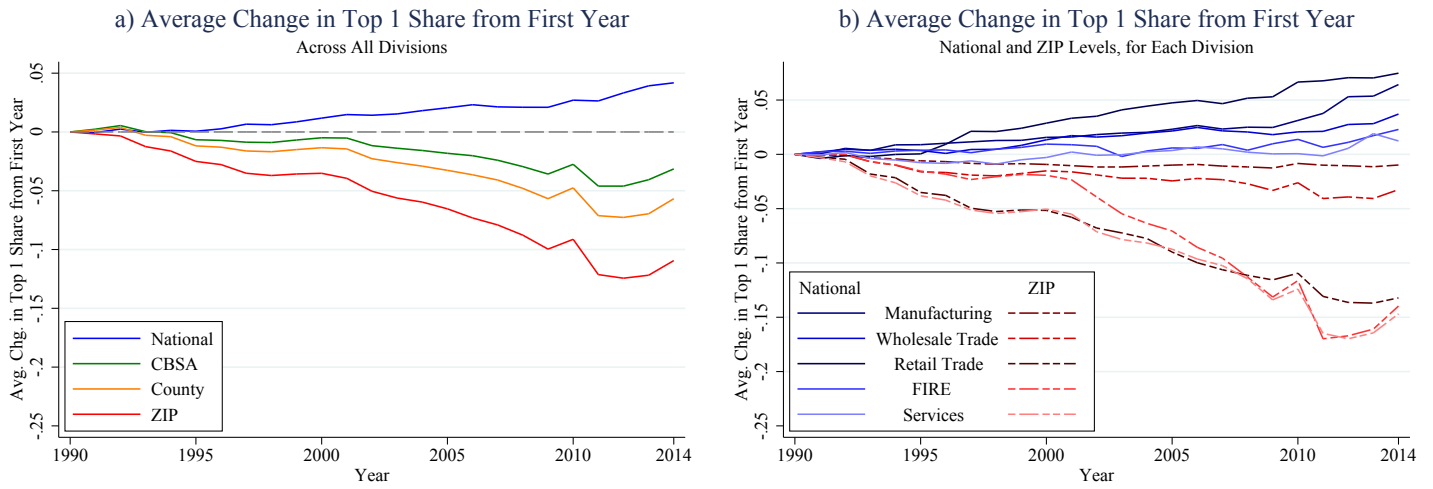 a) Average Change in Top 1 Share from First Year
Across All Divisions
Avg. Chg. in Top 1 Share from First Year
.05
0
-.05
-.1
-.15
-.2
-.25
National
CBSA
County
ZIP
1990
1995
2000
2005
2010
2014
Year
b) Average Change in Top 1 Share from First Year
National and ZIP Levels, for Each Division
Avg. Chg. in Top 1 Share from First Year
.05
0
-.05
-.1
-.15
-.2
-.25
National ZIP
Manufacturing
Wholesale Trade
Retail Trade
FIRE
Services
1990
1995
2000
2005
2010
2014
Year